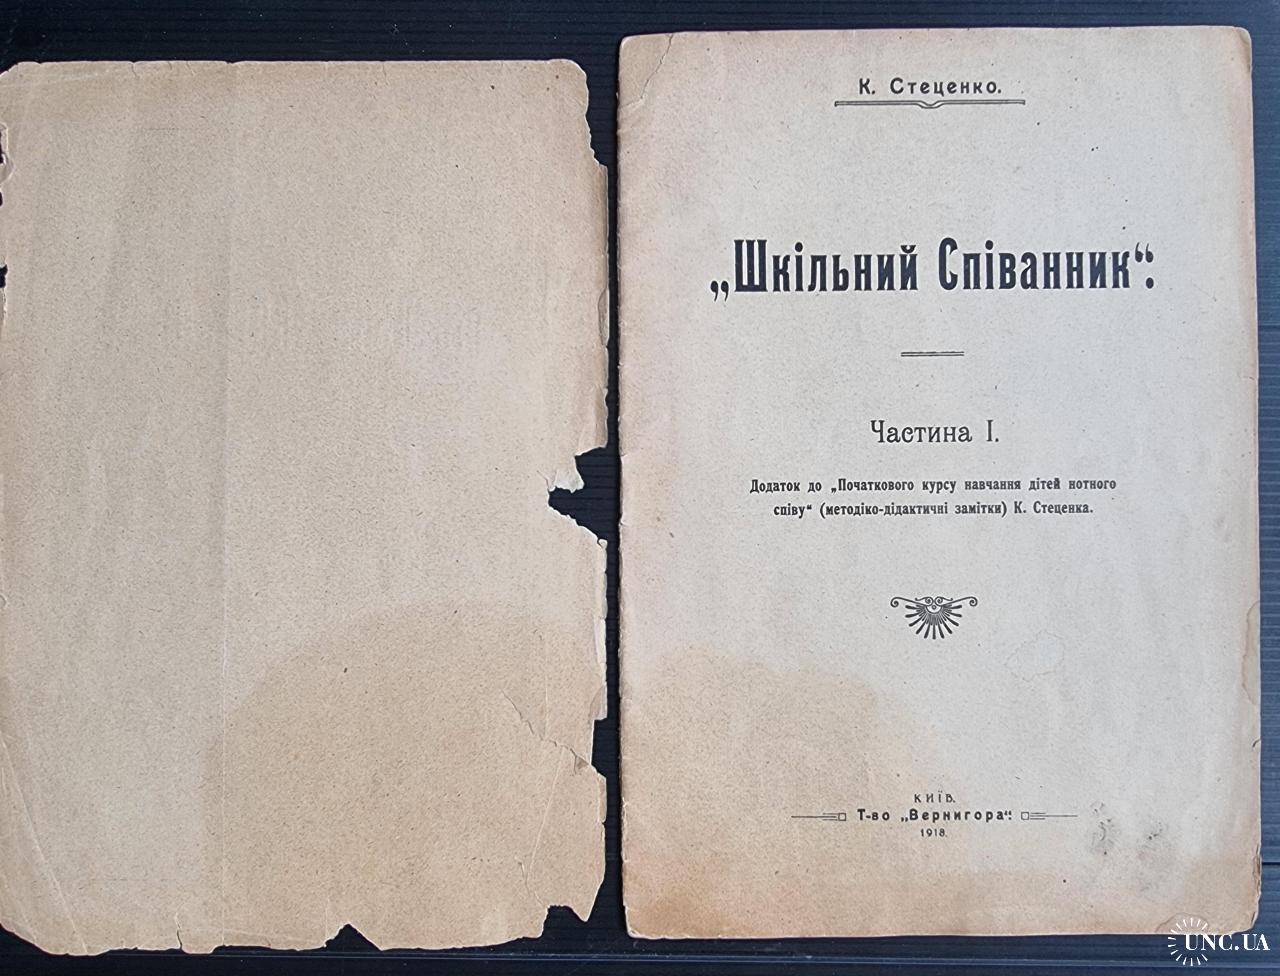 К. Стеценко.
„Шкільний Співанник“.
Частина I.
Додаток до „Початкового курсу навчання дітей нотного
співу“ (методіко-дідактичні замітки) К. Стеценка.
КИЇВ.
Т-во „Вернигора“.
1918.
UNC.UA